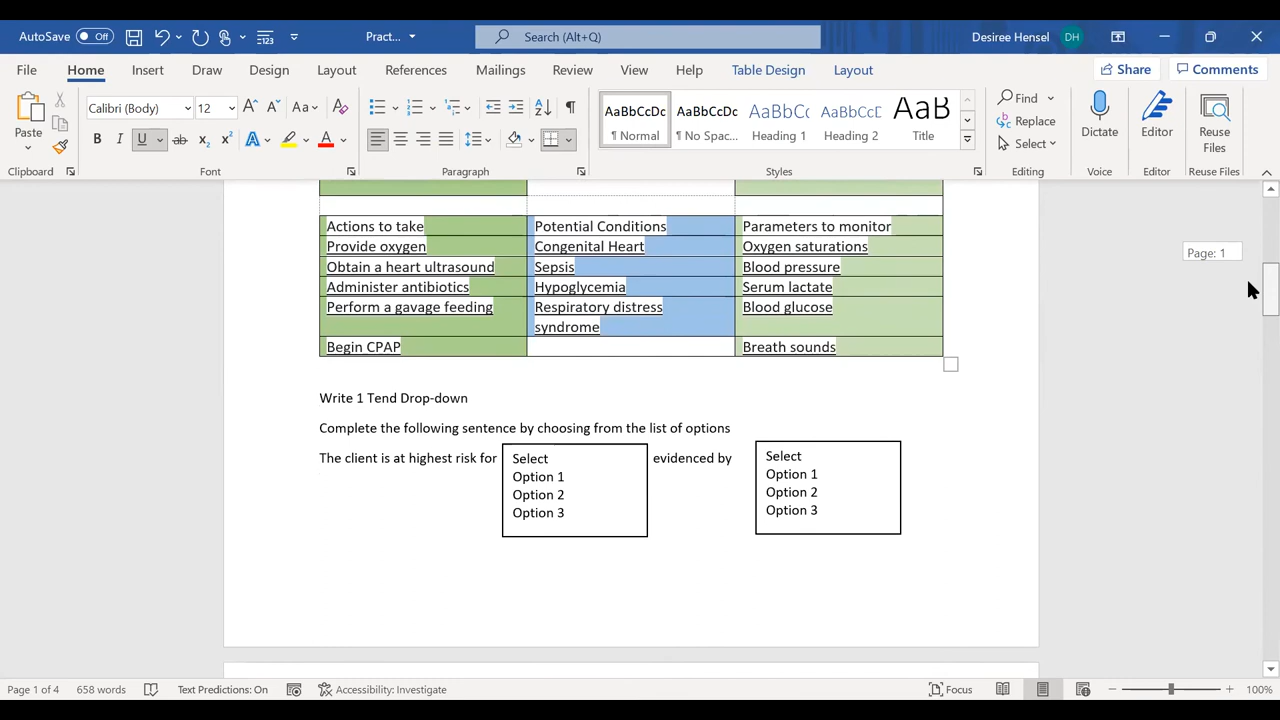 AutoSave Off Pract... Search (Alt+Q) Desiree Hensel DH
File Home Insert Draw Design Layout References Mailings Review View Help Table Design Layout Share Comments
Paste Calibri (Body) 12 Aa AaBbCcDc AaBbCcDc AaBbCc AaBbCcD AaB Find Replace Select Dictate Editor Reuse Files
Normal No Spac... Heading 1 Heading 2 Title
Clipboard Font Paragraph Styles Voice Editor Reuse Files
Page: 1
Actions to take Potential Conditions Parameters to monitor
Provide oxygen Congenital Heart Oxygen saturations
Obtain a heart ultrasound Sepsis Blood pressure
Administer antibiotics Hypoglycemia Serum lactate
Perform a gavage feeding Respiratory distress Blood glucose
syndrome
Begin CPAP Breath sounds
Write 1 Tend Drop-down
Complete the following sentence by choosing from the list of options
The client is at highest risk for Select evidenced by Select
Option 1 Option 1
Option 2 Option 2
Option 3 Option 3
Page 1 of 4 658 words Text Predictions: On Accessibility: Investigate Focus 100%